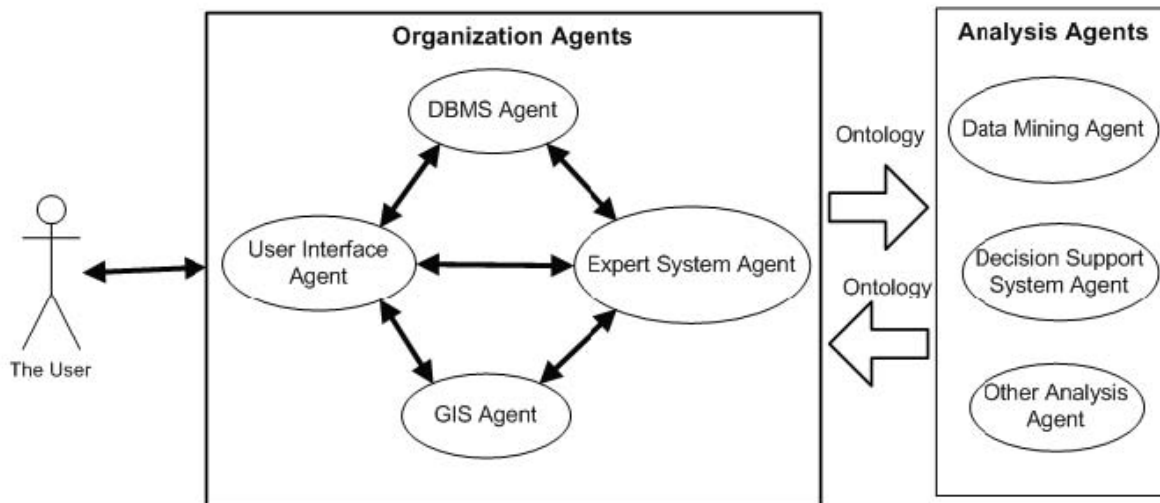 Organization Agents
DBMS Agent
User Interface
Agent
Expert System Agent
GIS Agent
The User
Ontology
Ontology
Analysis Agents
Data Mining Agent
Decision Support
System Agent
Other Analysis
Agent